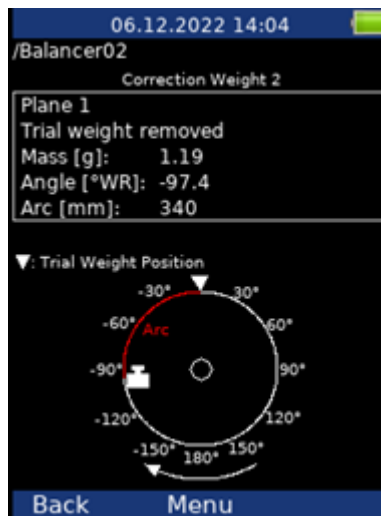 06.12.2022 14:04
/Balancer02
Correction Weight 2
Plane 1
Trial weight removed
Mass [g]: 1.19
Angle [°WR]: -97.4
Arc [mm]: 340
▼: Trial Weight Position
-30° 30°
-60° Arc 60°
-90° 90°
-120° 120°
-150° 180° 150°
Back Menu